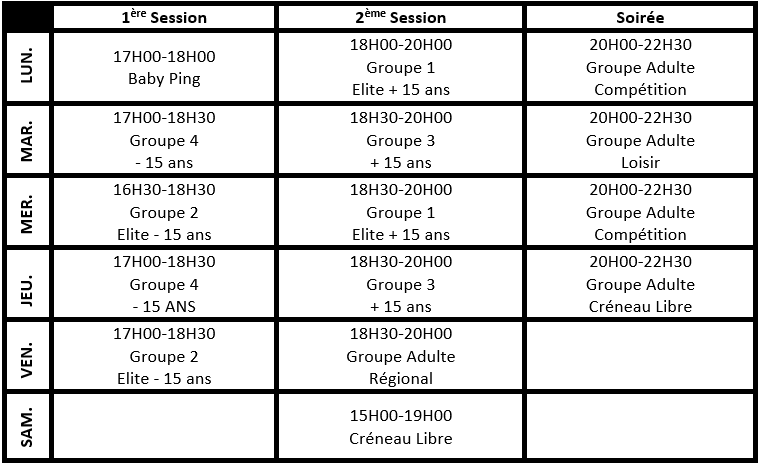 1ère Session
2ème Session
Soirée
LUN.
17H00-18H00
Baby Ping
18H00-20H00
Groupe 1
Elite + 15 ans
20H00-22H30
Groupe Adulte
Compétition
MAR.
17H00-18H30
Groupe 4
- 15 ans
18H30-20H00
Groupe 3
+ 15 ans
20H00-22H30
Groupe Adulte
Loisir
MER.
16H30-18H30
Groupe 2
Elite - 15 ans
18H30-20H00
Groupe 1
Elite + 15 ans
20H00-22H30
Groupe Adulte
Compétition
JEU.
17H00-18H30
Groupe 4
- 15 ANS
18H30-20H00
Groupe 3
+ 15 ans
20H00-22H30
Groupe Adulte
Créneau Libre
VEN.
17H00-18H30
Groupe 2
Elite - 15 ans
18H30-20H00
Groupe Adulte
Régional
SAM.
15H00-19H00
Créneau Libre